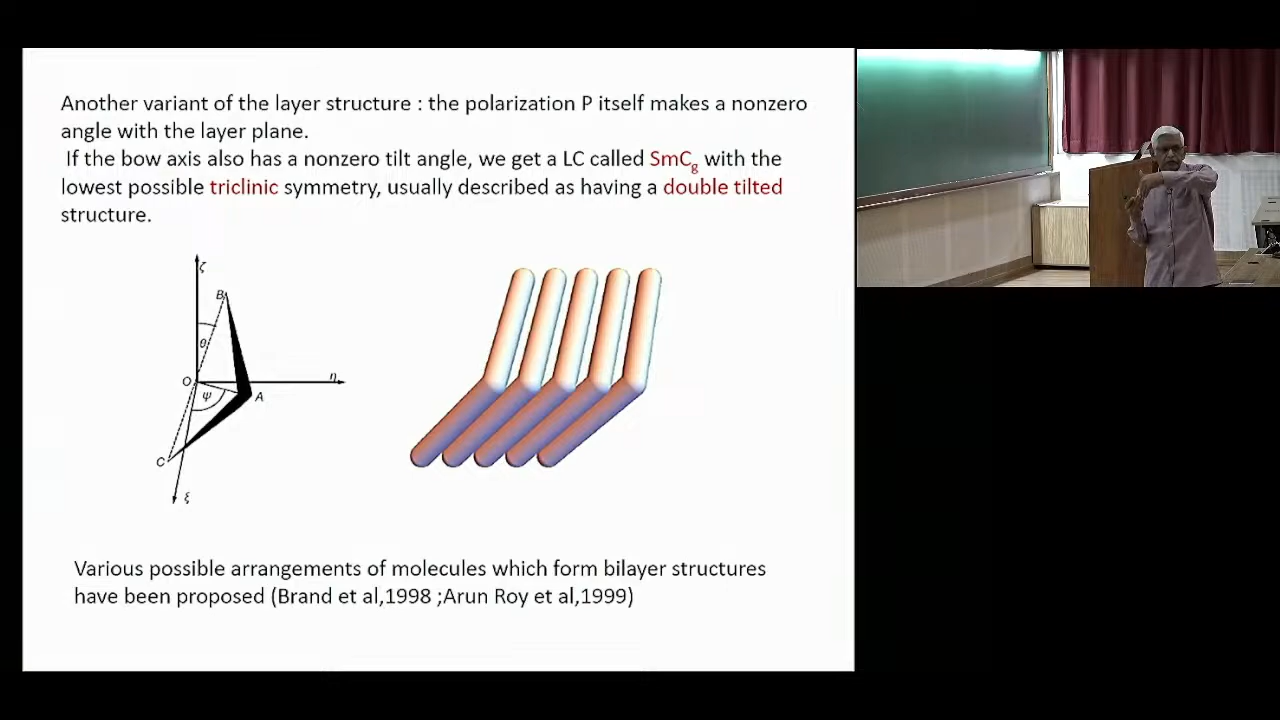 Another variant of the layer structure : the polarization P itself makes a nonzero
angle with the layer plane.
If the bow axis also has a nonzero tilt angle, we get a LC called SmCg with the
lowest possible triclinic symmetry, usually described as having a double tilted
structure.
ζ
B
θ
O
η
ψ
A
C
ξ
Various possible arrangements of molecules which form bilayer structures
have been proposed (Brand et al,1998 ;Arun Roy et al,1999)